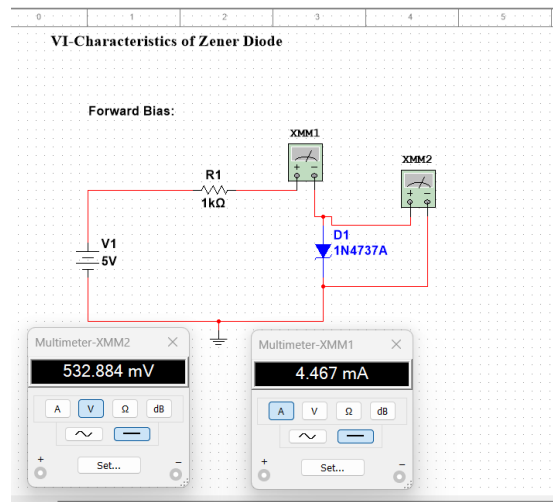 0 1 2 3 4 5
VI-Characteristics of Zener Diode
Forward Bias:
XMM1
XMM2
R1
1kΩ
V1
5V
D1
1N4737A
Multimeter-XMM2 ×
532.884 mV
A V Ω dB
Set...
+ −
Multimeter-XMM1 ×
4.467 mA
A V Ω dB
Set...
+ −